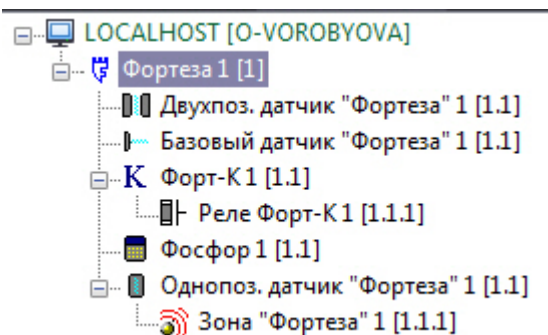 LOCALHOST [O-VOROBYOVA]
Фортеза 1 [1]
Двухпоз. датчик "Фортеза" 1 [1.1]
Базовый датчик "Фортеза" 1 [1.1]
K Форт-К 1 [1.1]
Реле Форт-К 1 [1.1.1]
Фосфор 1 [1.1]
Однопоз. датчик "Фортеза" 1 [1.1]
Зона "Фортеза" 1 [1.1.1]